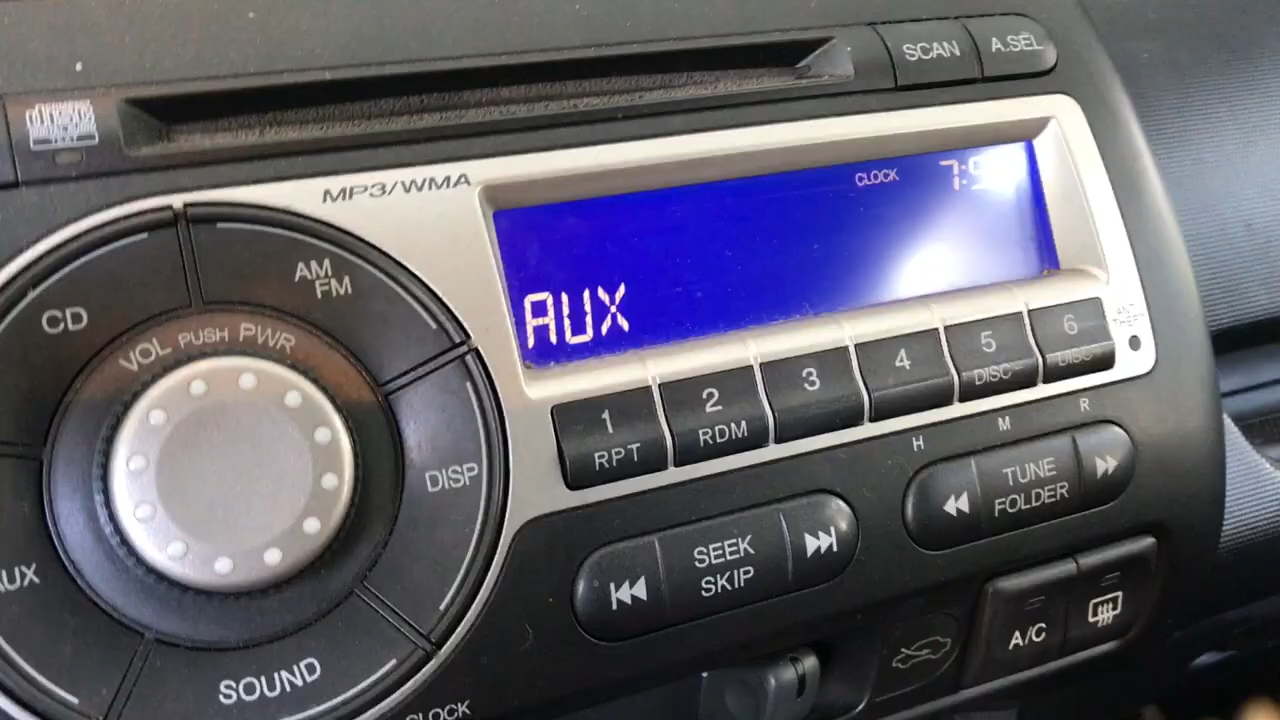 SCAN
A.SEL
MP3/WMA
CLOCK
AUX
CD
AM
FM
VOL PUSH PWR
DISP
SOUND
CLOCK
1
RPT
2
RDM
3
4
5
DISC-
6
DISC+
ANTI
THEFT
H
M
R
SEEK
SKIP
TUNE
FOLDER
A/C